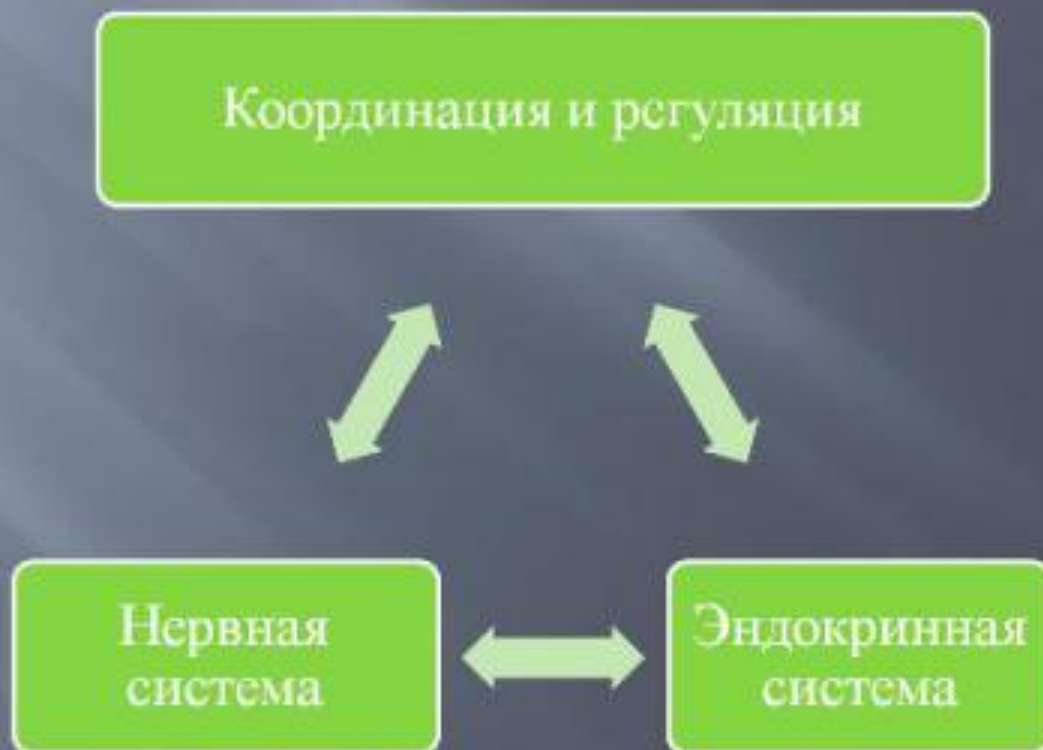 Координация и регуляция
Нервная
система
Эндокринная
система